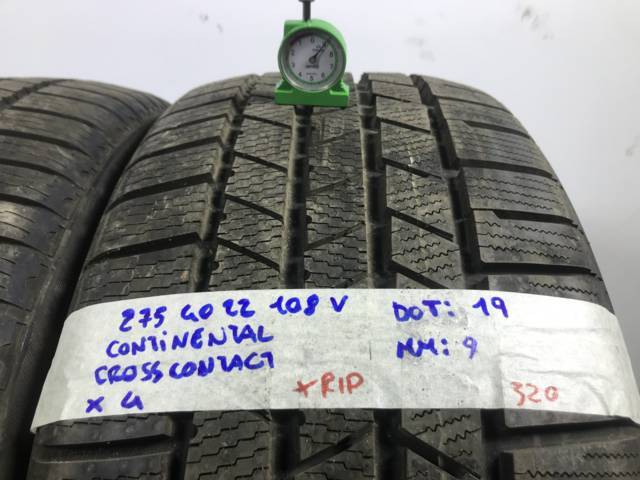 275 40 22 108 V DOT: 19
CONTINENTAL MM: 9
CROSSCONTACT
x 4 *RIP 320